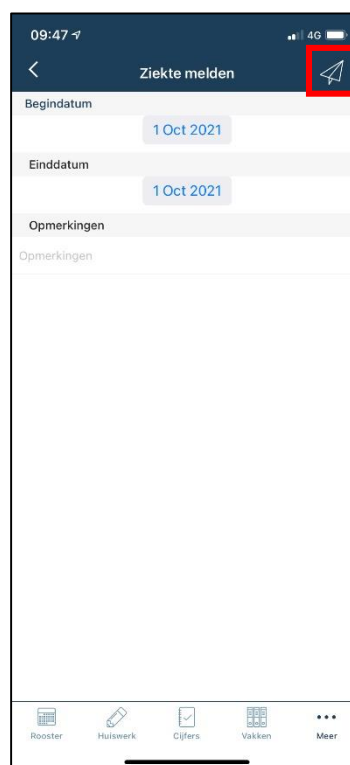 09:47
4G
Ziekte melden
Begindatum
1 Oct 2021
Einddatum
1 Oct 2021
Opmerkingen
Opmerkingen
Rooster Huiswerk Cijfers Vakken Meer